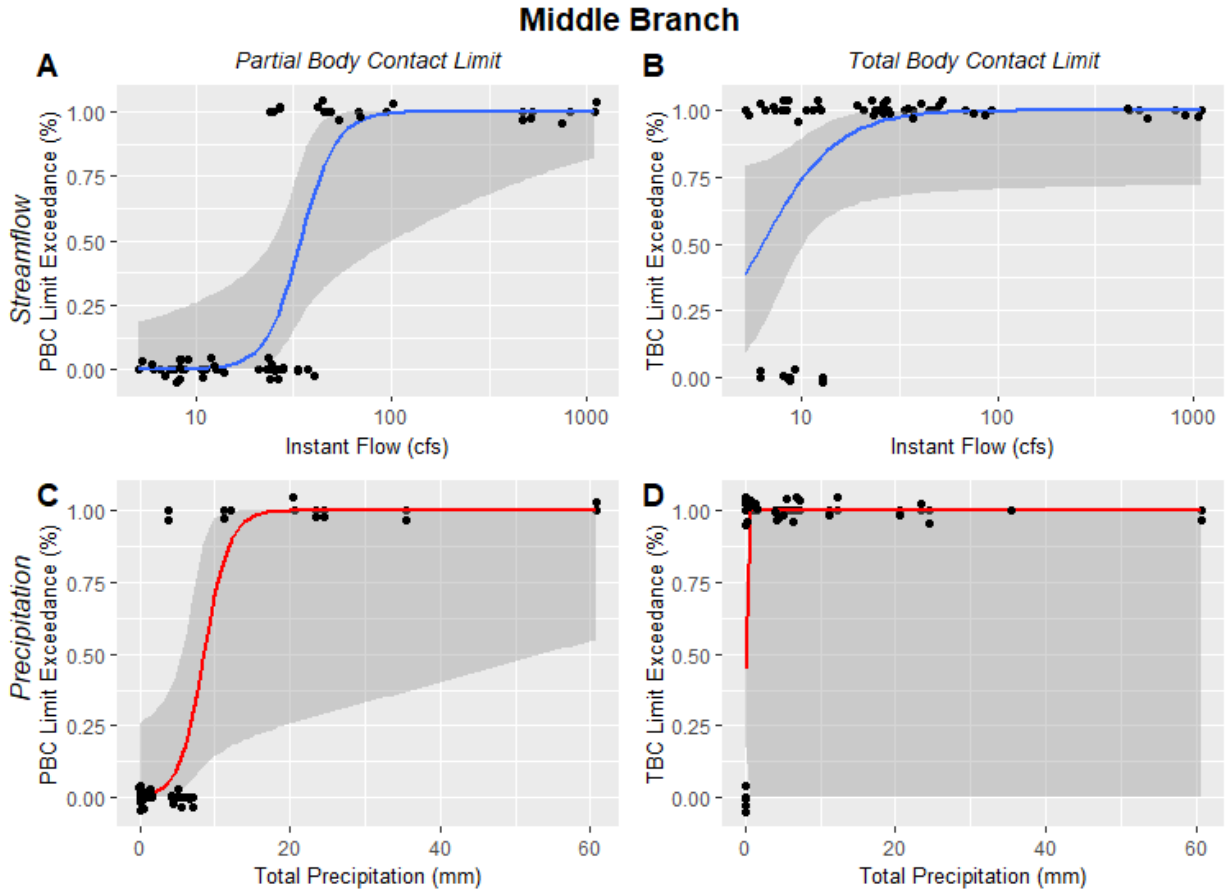 Middle Branch
A
Partial Body Contact Limit
B
Total Body Contact Limit
Streamflow
PBC Limit Exceedance (%)
1.00
0.75
0.50
0.25
0.00
10
100
1000
Instant Flow (cfs)
TBC Limit Exceedance (%)
1.00
0.75
0.50
0.25
0.00
10
100
1000
Instant Flow (cfs)
C
Precipitation
PBC Limit Exceedance (%)
1.00
0.75
0.50
0.25
0.00
0
20
40
60
Total Precipitation (mm)
D
TBC Limit Exceedance (%)
1.00
0.75
0.50
0.25
0.00
0
20
40
60
Total Precipitation (mm)